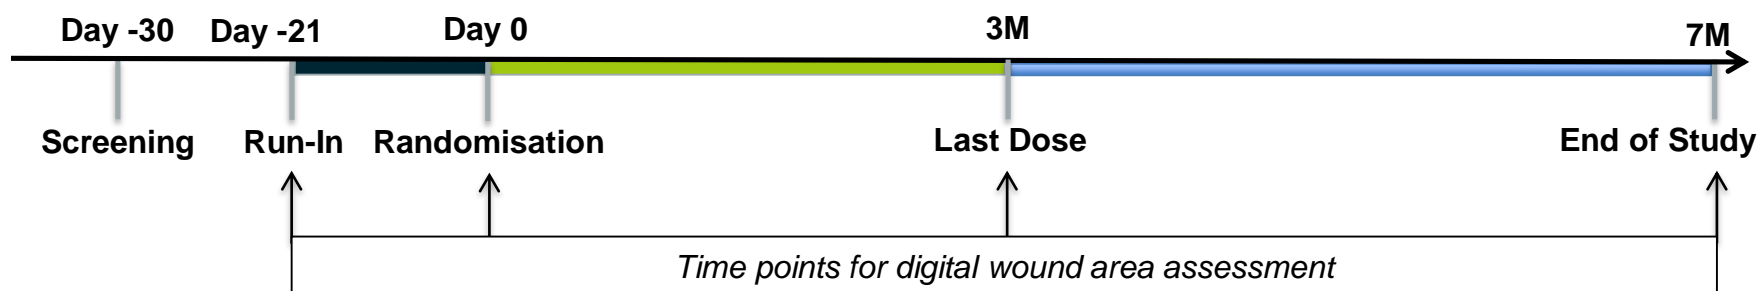 Day -30 Day -21 Day 0 3M 7M
Screening Run-In Randomisation Last Dose End of Study
Time points for digital wound area assessment